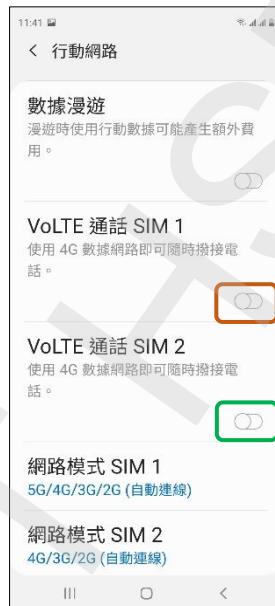 11:41
行動網路
數據漫遊
漫遊時使用行動數據可能產生額外費
用。
VoLTE 通話 SIM 1
使用 4G 數據網路即可隨時撥接電
話。
VoLTE 通話 SIM 2
使用 4G 數據網路即可隨時撥接電
話。
網路模式 SIM 1
5G/4G/3G/2G (自動連線)
網路模式 SIM 2
4G/3G/2G (自動連線)